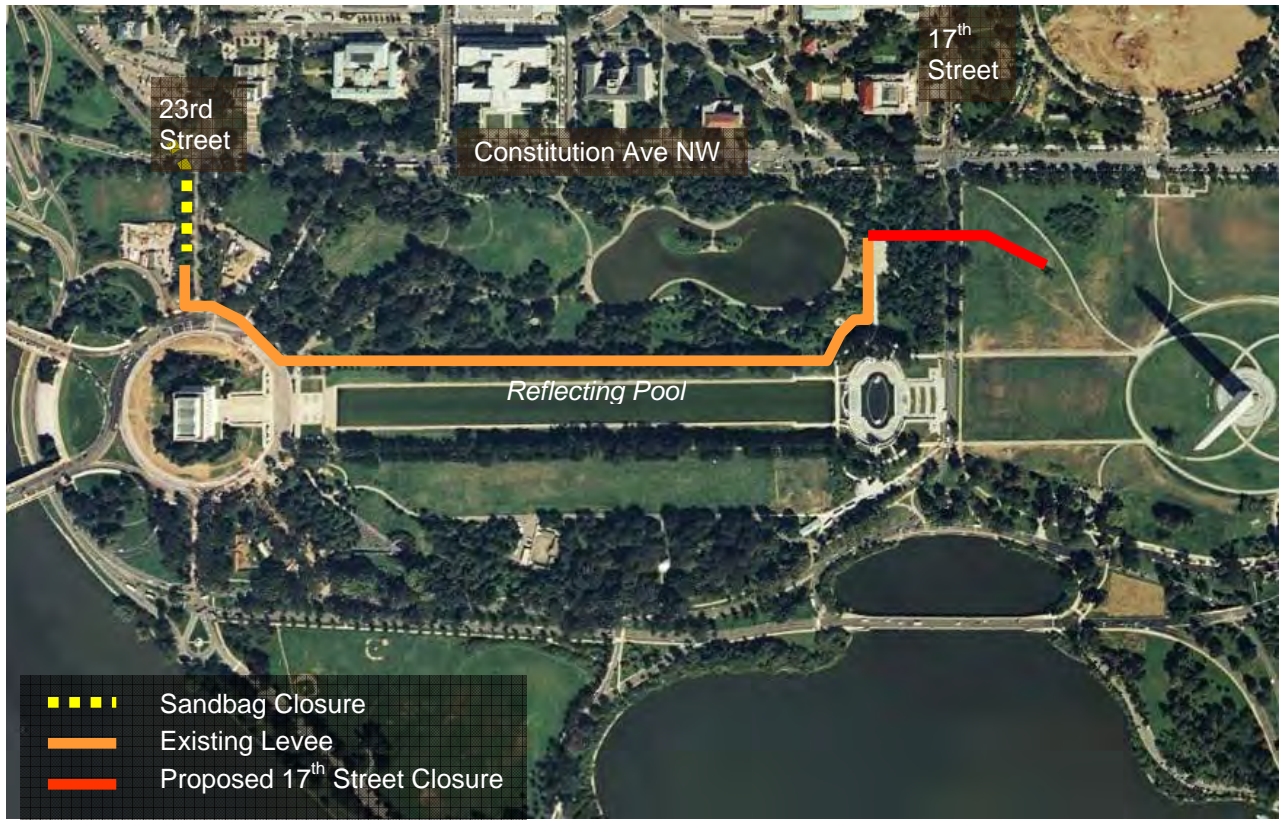 17th
Street
23rd
Street
Constitution Ave NW
Reflecting Pool
Sandbag Closure
Existing Levee
Proposed 17th Street Closure